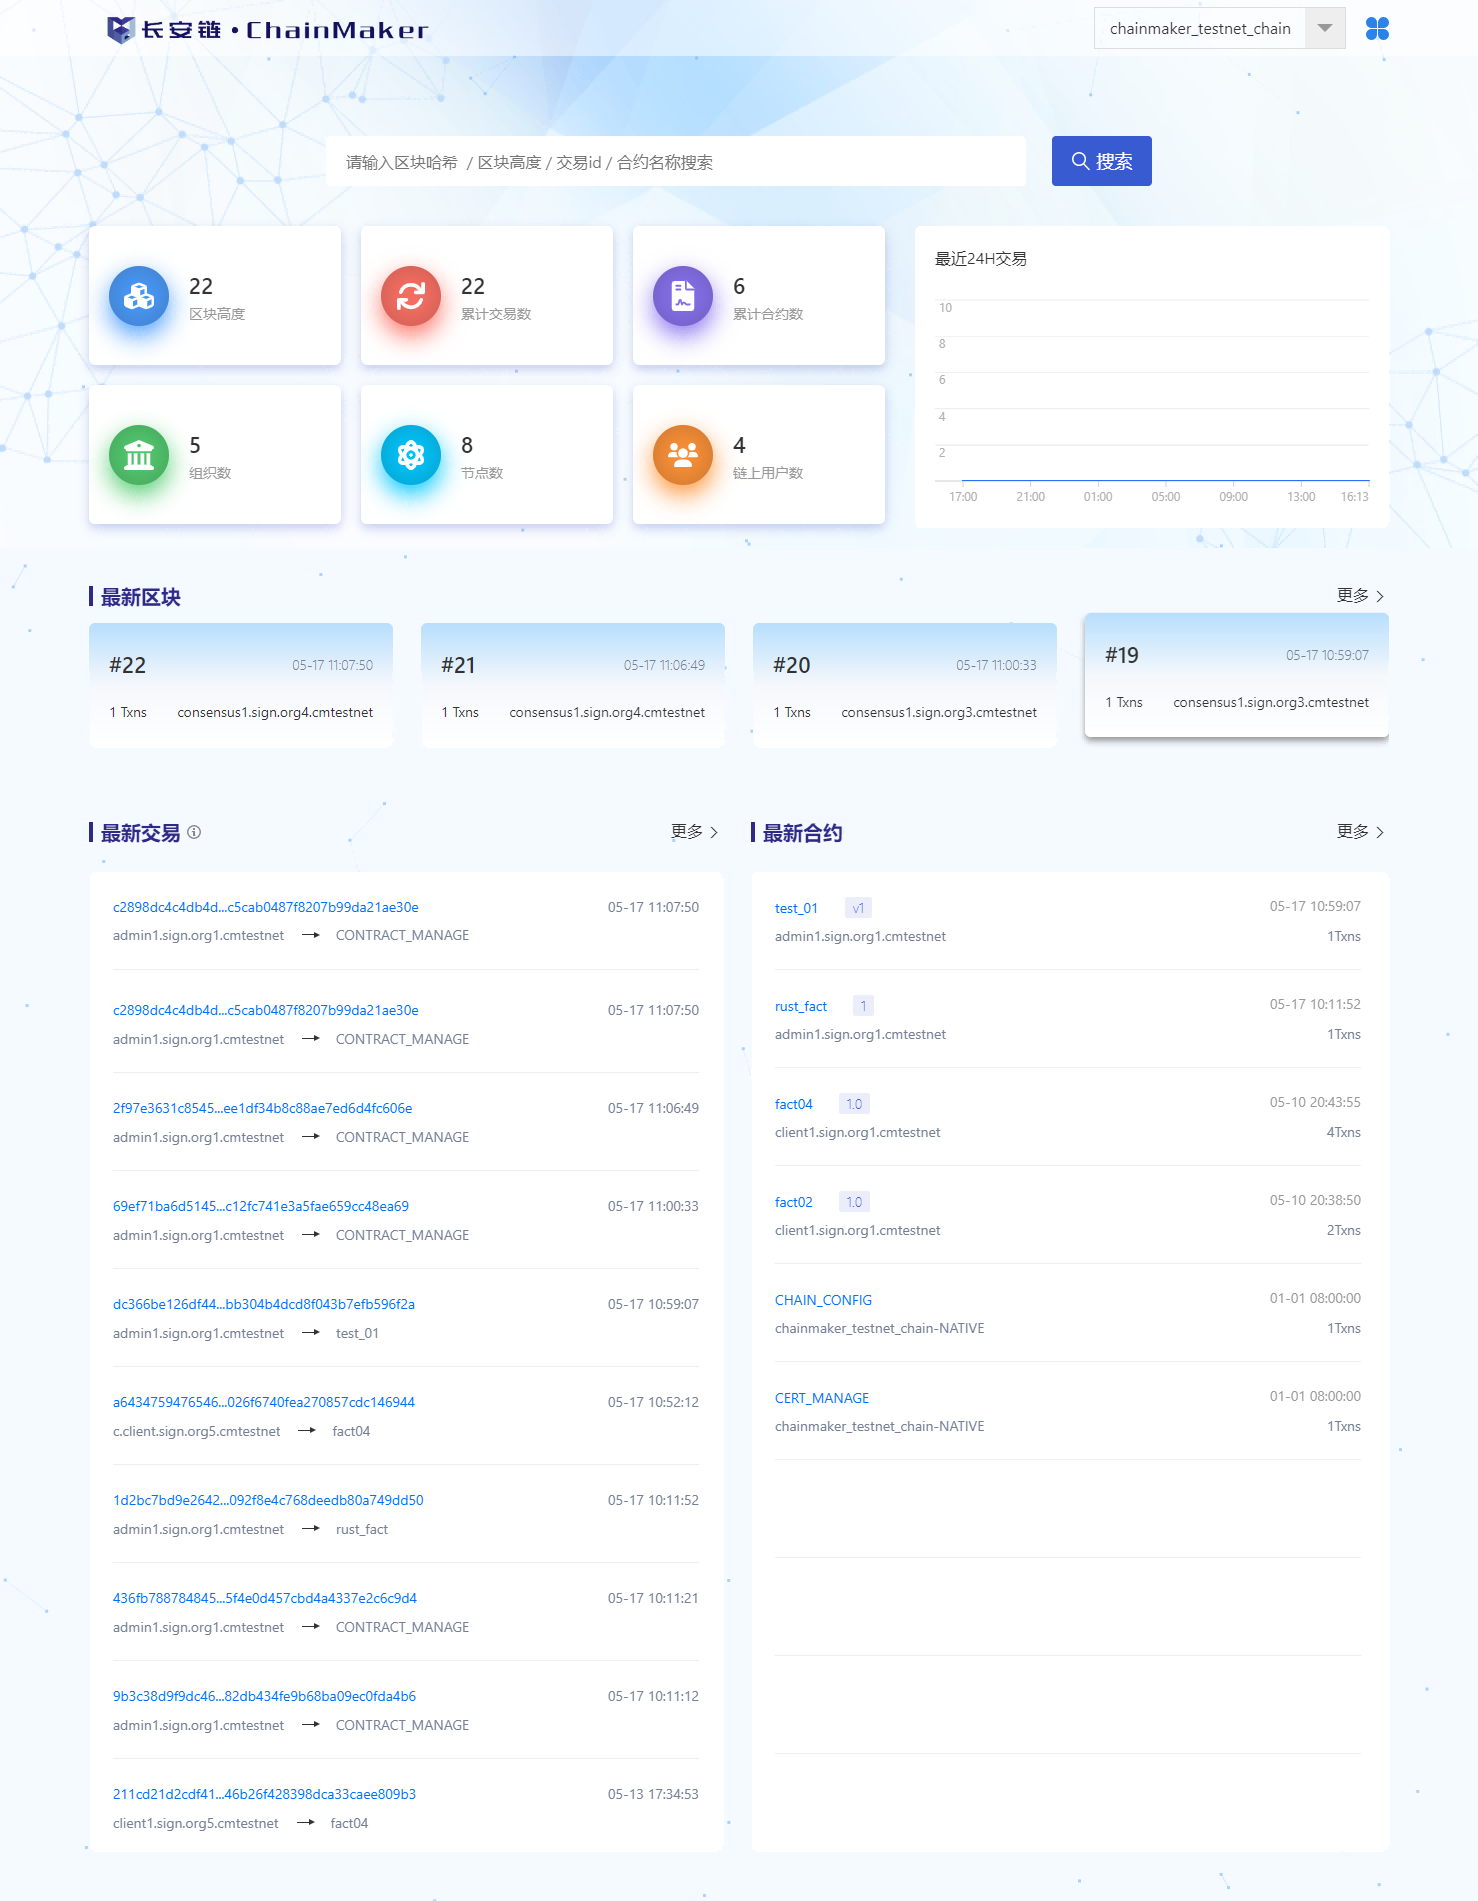 长安链·ChainMaker
chainmaker_testnet_chain
请输入区块哈希 / 区块高度 / 交易id / 合约名称搜索
搜索
22
区块高度
22
累计交易数
6
累计合约数
5
组织数
8
节点数
4
链上用户数
最近24H交易
10
8
6
4
2
17:00 21:00 01:00 05:00 09:00 13:00 16:13
最新区块
更多
#22 05-17 11:07:50
1 Txns consensus1.sign.org4.cmtestnet
#21 05-17 11:06:49
1 Txns consensus1.sign.org4.cmtestnet
#20 05-17 11:00:33
1 Txns consensus1.sign.org3.cmtestnet
#19 05-17 10:59:07
1 Txns consensus1.sign.org3.cmtestnet
最新交易
更多
c2898dc4c4db4d...c5cab0487f8207b99da21ae30e 05-17 11:07:50
admin1.sign.org1.cmtestnet → CONTRACT_MANAGE
c2898dc4c4db4d...c5cab0487f8207b99da21ae30e 05-17 11:07:50
admin1.sign.org1.cmtestnet → CONTRACT_MANAGE
2f97e3631c8545...ee1df34b8c88ae7ed6d4fc606e 05-17 11:06:49
admin1.sign.org1.cmtestnet → CONTRACT_MANAGE
69ef71ba6d5145...c12fc741e3a5fae659cc48ea69 05-17 11:00:33
admin1.sign.org1.cmtestnet → CONTRACT_MANAGE
dc366be126df44...bb304b4dcd8f043b7efb596f2a 05-17 10:59:07
admin1.sign.org1.cmtestnet → test_01
a6434759476546...026f6740fea270857cdc146944 05-17 10:52:12
c.client.sign.org5.cmtestnet → fact04
1d2bc7bd9e2642...092f8e4c768deedb80a749dd50 05-17 10:11:52
admin1.sign.org1.cmtestnet → rust_fact
436fb788784845...5f4e0d457cbd4a4337e2c6c9d4 05-17 10:11:21
admin1.sign.org1.cmtestnet → CONTRACT_MANAGE
9b3c38d9f9dc46...82db434fe9b68ba09ec0fda4b6 05-17 10:11:12
admin1.sign.org1.cmtestnet → CONTRACT_MANAGE
211cd21d2cdf41...46b26f428398dca33caee809b3 05-13 17:34:53
client1.sign.org5.cmtestnet → fact04
最新合约
更多
test_01 v1 05-17 10:59:07
admin1.sign.org1.cmtestnet 1Txns
rust_fact 1 05-17 10:11:52
admin1.sign.org1.cmtestnet 1Txns
fact04 1.0 05-10 20:43:55
client1.sign.org1.cmtestnet 4Txns
fact02 1.0 05-10 20:38:50
client1.sign.org1.cmtestnet 2Txns
CHAIN_CONFIG 01-01 08:00:00
chainmaker_testnet_chain-NATIVE 1Txns
CERT_MANAGE 01-01 08:00:00
chainmaker_testnet_chain-NATIVE 1Txns